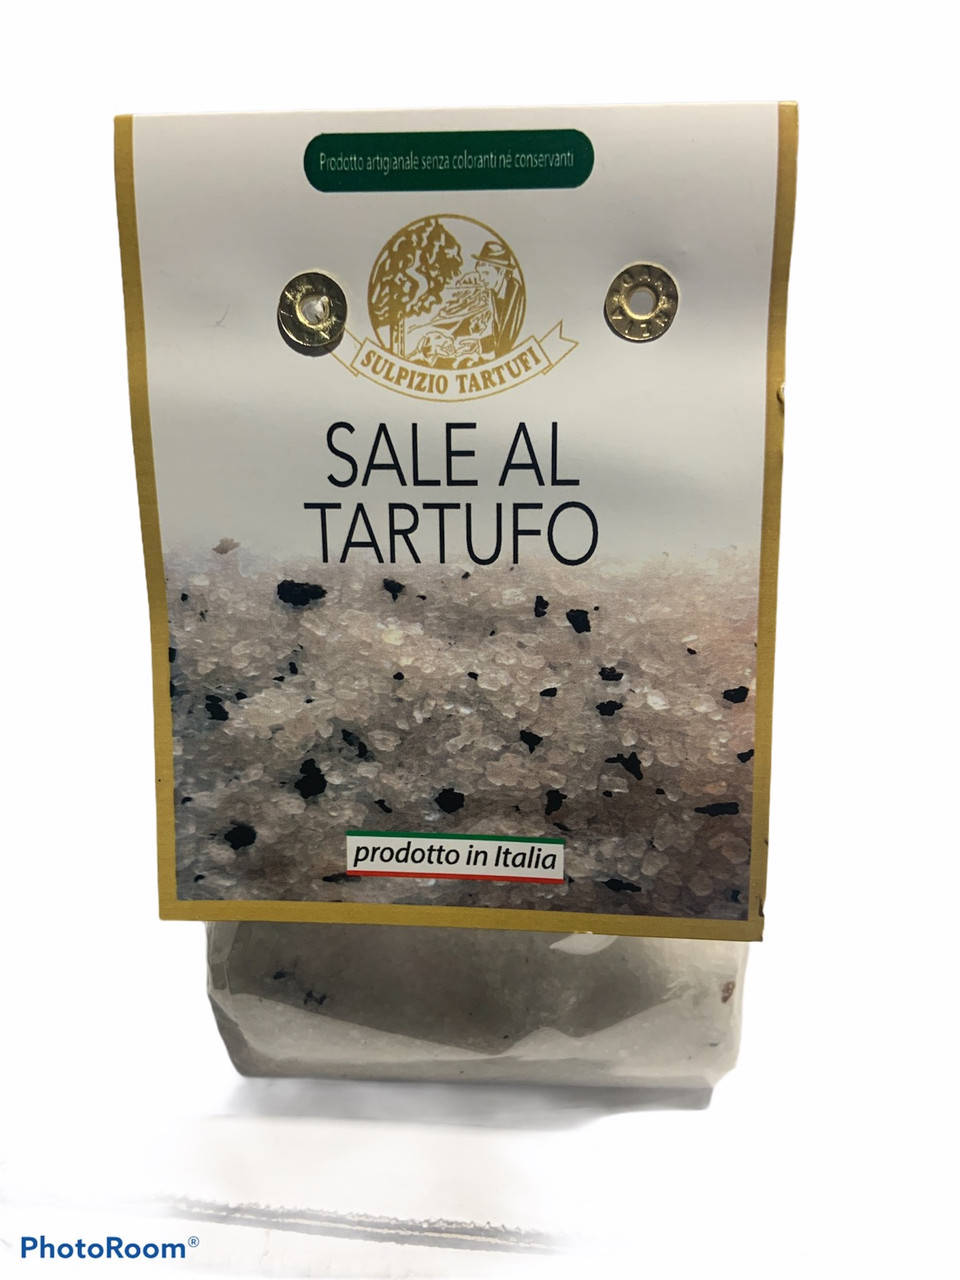 Prodotto artigianale senza coloranti né conservanti
SULPIZIO TARTUFI
SALE AL
TARTUFO
prodotto in Italia
PhotoRoom®